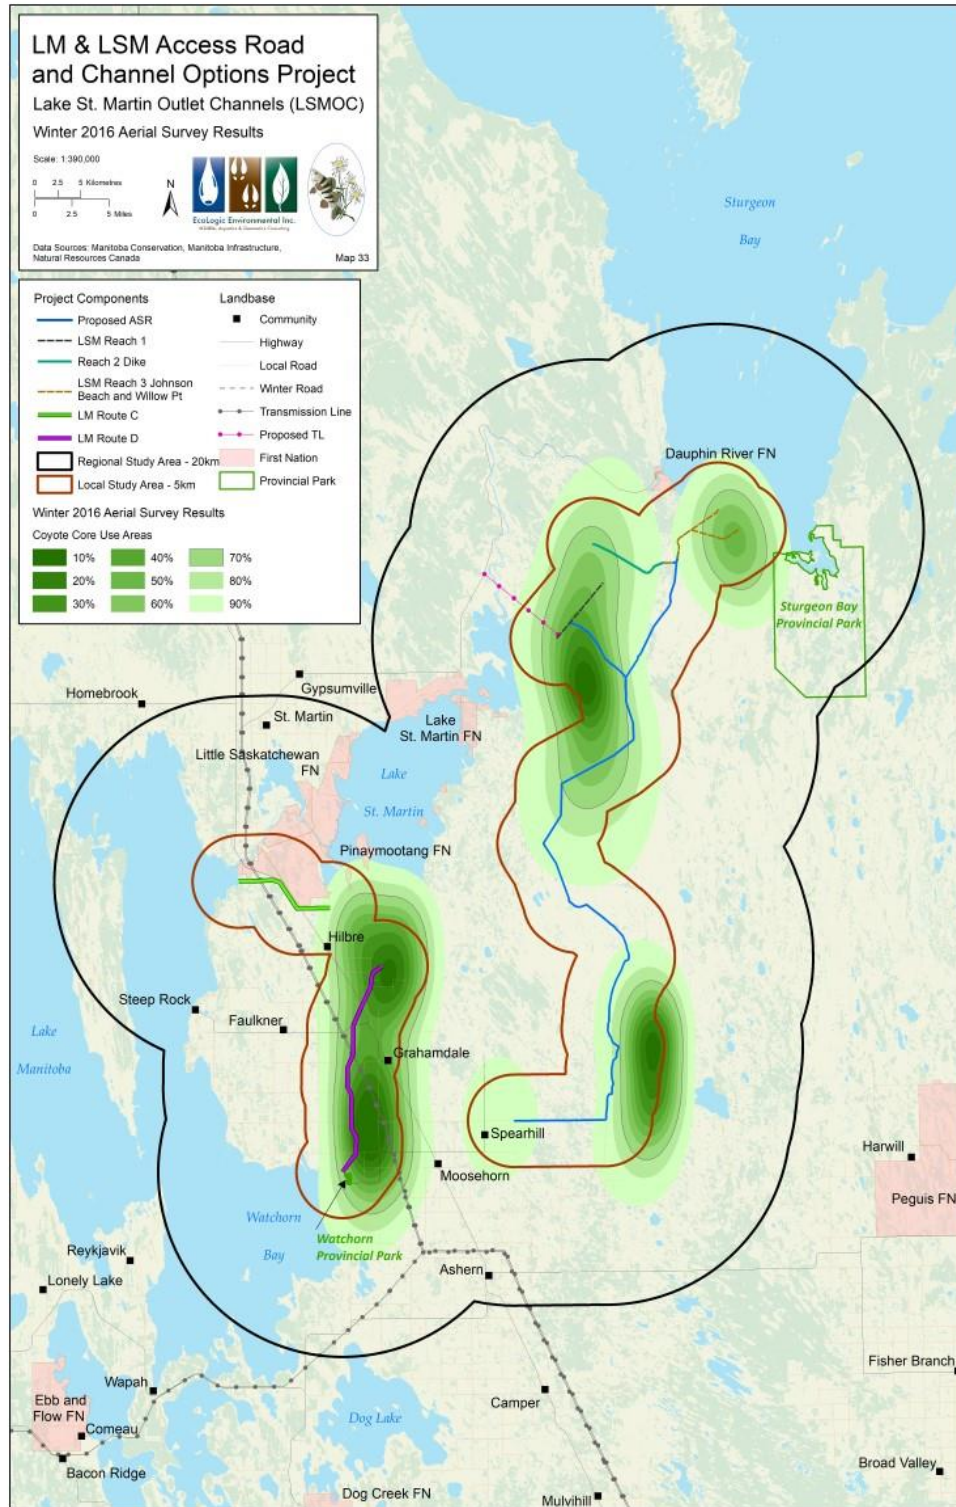 LM & LSM Access Road
and Channel Options Project
Lake St. Martin Outlet Channels (LSMOC)
Winter 2016 Aerial Survey Results
Scale: 1:390,000
0 2.5 5 Kilometres
0 2.5 5 Miles
N
EcoLogic Environmental Inc.
Data Sources: Manitoba Conservation, Manitoba Infrastructure,
Natural Resources Canada
Map 33
Project Components
Proposed ASR
LSM Reach 1
Reach 2 Dike
LSM Reach 3 Johnson
Beach and Willow Pt
LM Route C
LM Route D
Regional Study Area - 20km
Local Study Area - 5km
Landbase
Community
Highway
Local Road
Winter Road
Transmission Line
Proposed TL
First Nation
Provincial Park
Winter 2016 Aerial Survey Results
Coyote Core Use Areas
10% 40% 70%
20% 50% 80%
30% 60% 90%
Sturgeon
Bay
Dauphin River FN
Sturgeon Bay
Provincial Park
Gypsumville
Homebrook
St. Martin
Lake
St. Martin FN
Little Saskatchewan
FN
Lake
St. Martin
Pinaymootang FN
Hilbre
Steep Rock
Faulkner
Lake
Manitoba
Grahamdale
Spearhill
Moosehorn
Harwill
Peguis FN
Watchorn
Bay
Watchorn
Provincial Park
Reykjavik
Lonely Lake
Ashern
Fisher Branch
Wapah
Ebb and
Flow FN
Comeau
Camper
Dog Lake
Bacon Ridge
Broad Valley
Dog Creek FN
Mulvihill